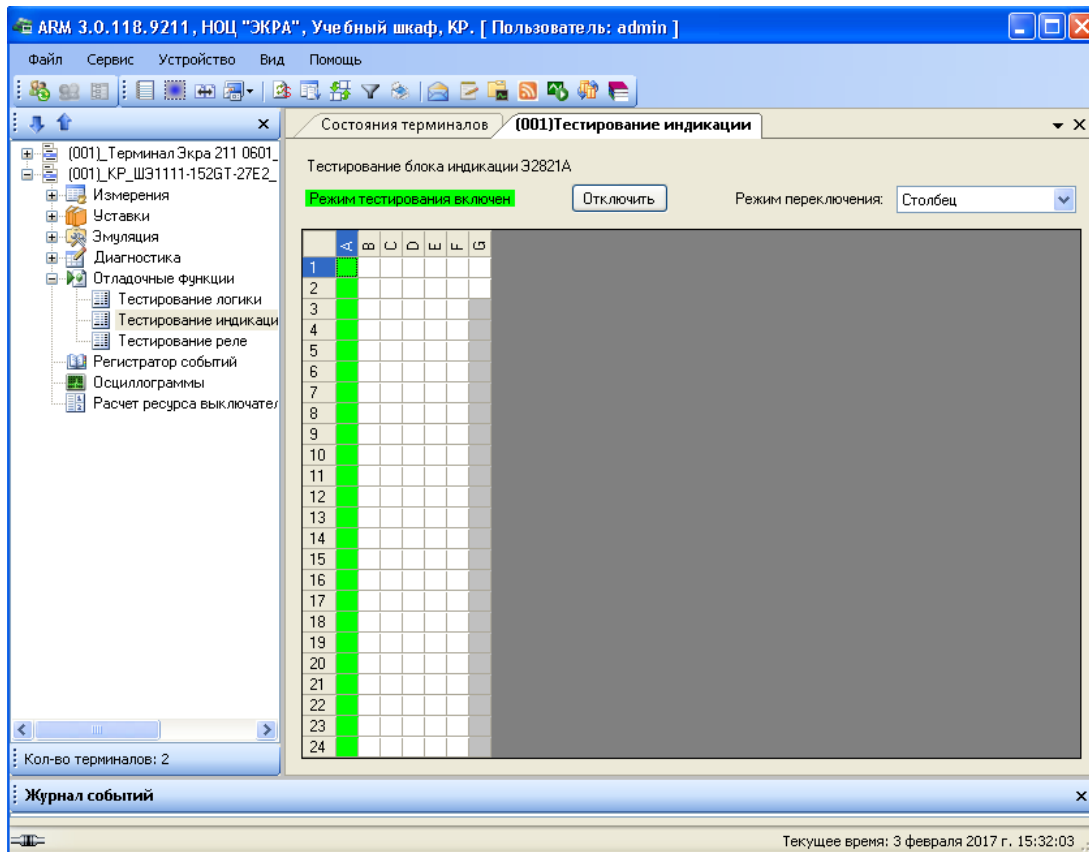 ARM 3.0.118.9211, НОЦ "ЭКРА", Учебный шкаф, КР. [ Пользователь: admin ]
Файл Сервис Устройство Вид Помощь
Состояния терминалов (001)Тестирование индикации
(001)_Терминал Экра 211 0601_
(001)_КР_ШЭ1111-152GT-27E2_
Измерения
Уставки
Эмуляция
Диагностика
Отладочные функции
Тестирование логики
Тестирование индикаци
Тестирование реле
Регистратор событий
Осциллограммы
Расчет ресурса выключател
Кол-во терминалов: 2
Тестирование блока индикации Э2821А
Режим тестирования включен Отключить Режим переключения: Столбец
A B C D E F G
1
2
3
4
5
6
7
8
9
10
11
12
13
14
15
16
17
18
19
20
21
22
23
24
Журнал событий
Текущее время: 3 февраля 2017 г. 15:32:03